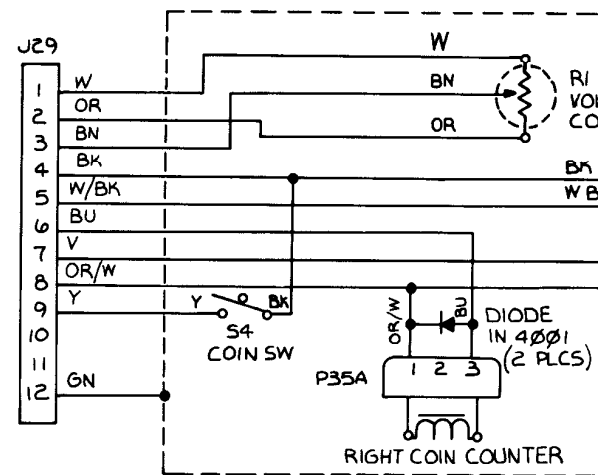 J29
1 W
2 OR
3 BN
4 BK
5 W/BK
6 BU
7 V
8 OR/W
9 Y
10
11
12 GN
W
BN
OR
R1
BK
Y
BK
S4
COIN SW
OR/W
BU
DIODE
IN 4001
(2 PLCS)
P35A
1 2 3
RIGHT COIN COUNTER